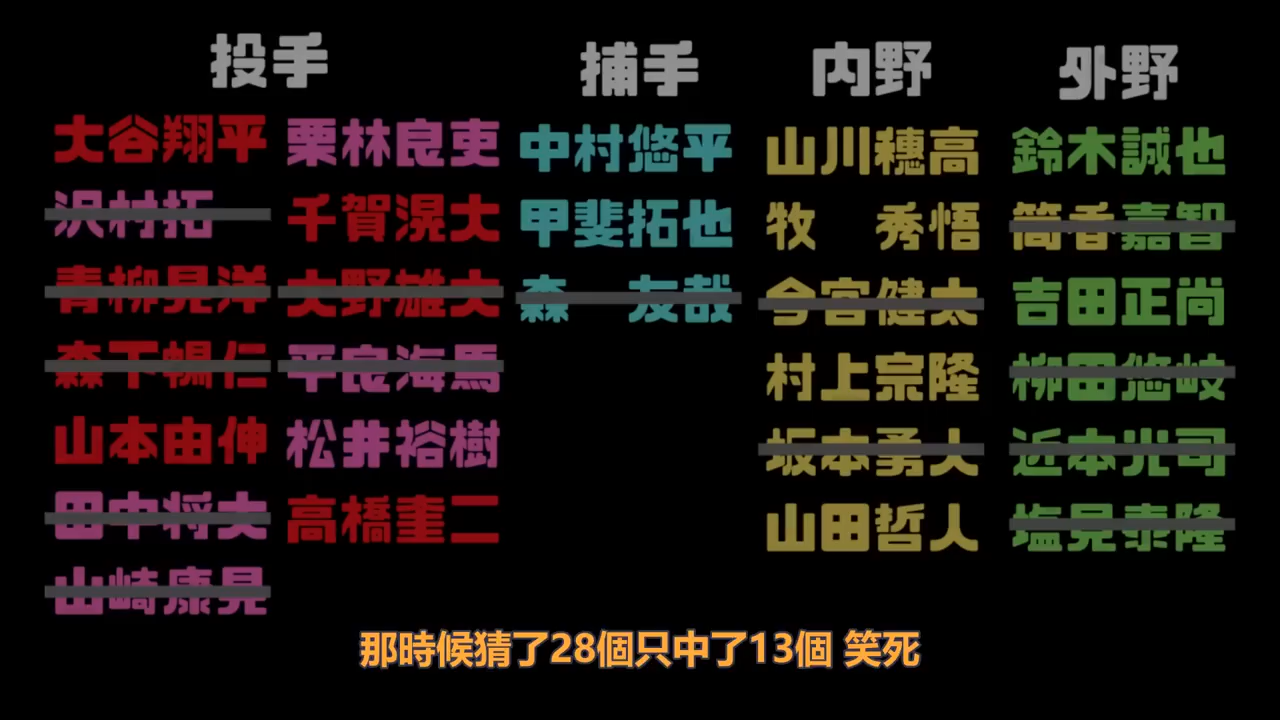 投手
大谷翔平 栗林良吏
沢村拓一 千賀滉大
青柳晃洋 大野雄大
森下暢仁 平良海馬
山本由伸 松井裕樹
田中将大 高橋奎二
山崎康晃
捕手
中村悠平
甲斐拓也
森 友哉
内野
山川穂高
牧 秀悟
今宮健太
村上宗隆
坂本勇人
山田哲人
外野
鈴木誠也
筒香嘉智
吉田正尚
柳田悠岐
近本光司
塩見泰隆
那時候猜了28個只中了13個 笑死